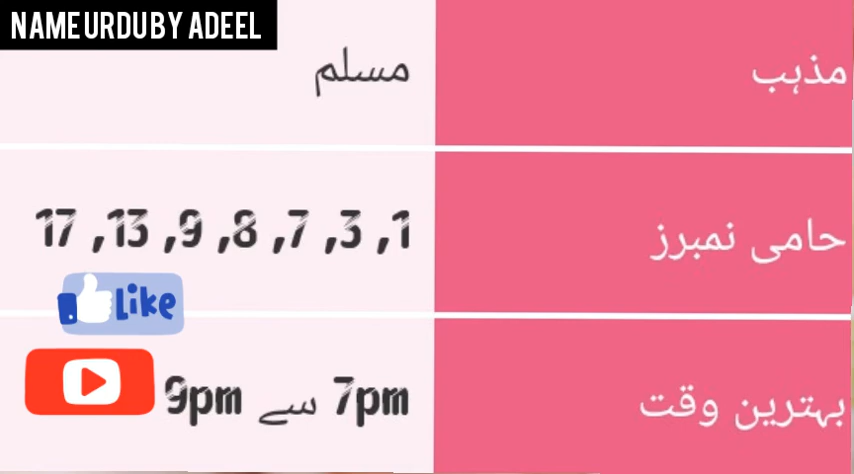 NAME URDU BY ADEEL
مذہب مسلم
حامی نمبرز 1, 3, 7, 8, 9, 13, 17
Like
بہترین وقت 7pm سے 9pm